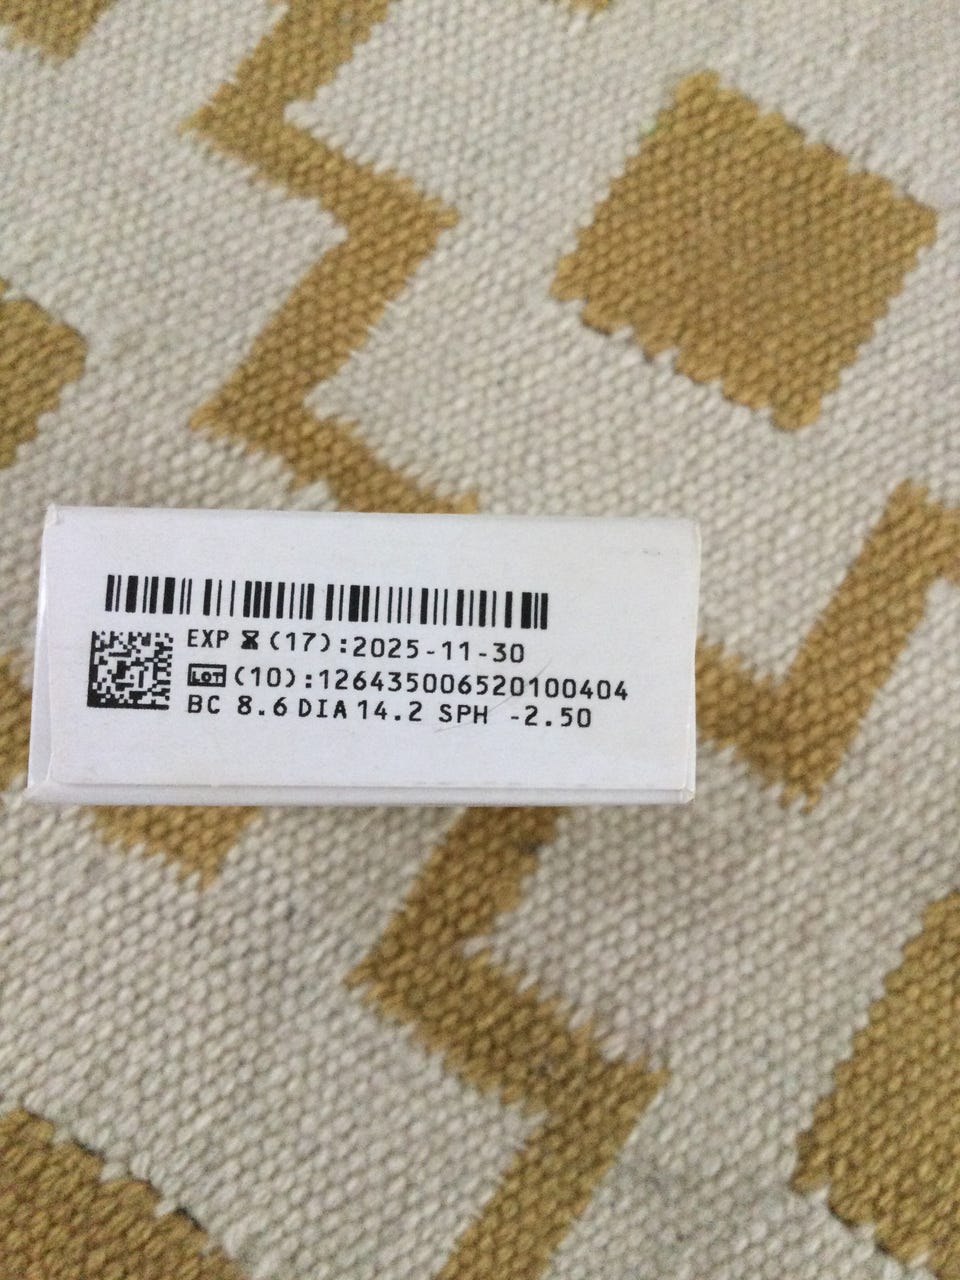 EXP (17):2025-11-30
LOT (10):126435006520100404
BC 8.6 DIA 14.2 SPH -2.50